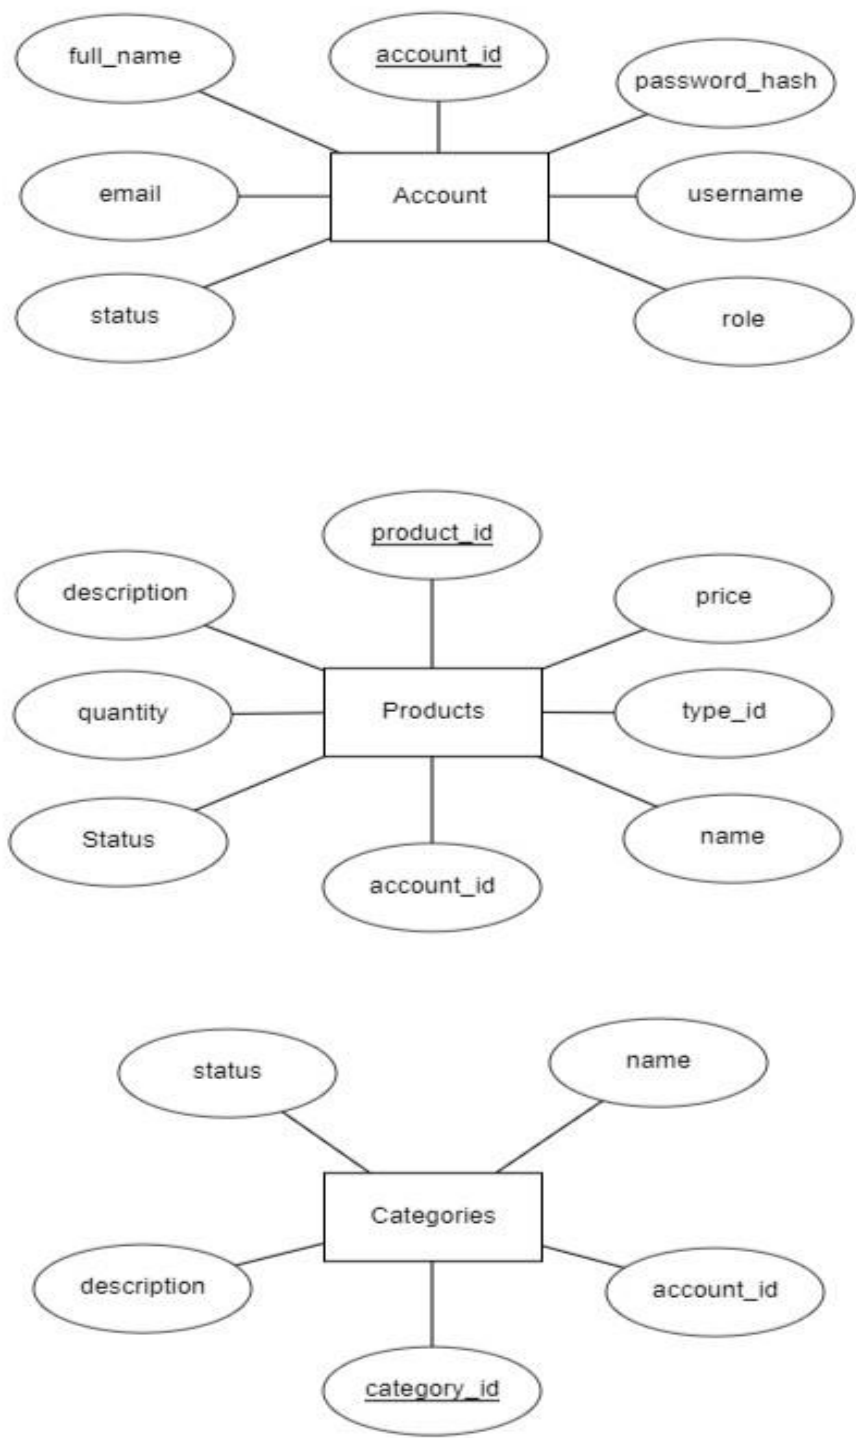 full_name
account_id
password_hash
email
Account
username
status
role
product_id
description
price
quantity
Products
type_id
Status
name
account_id
status
name
Categories
description
account_id
category_id